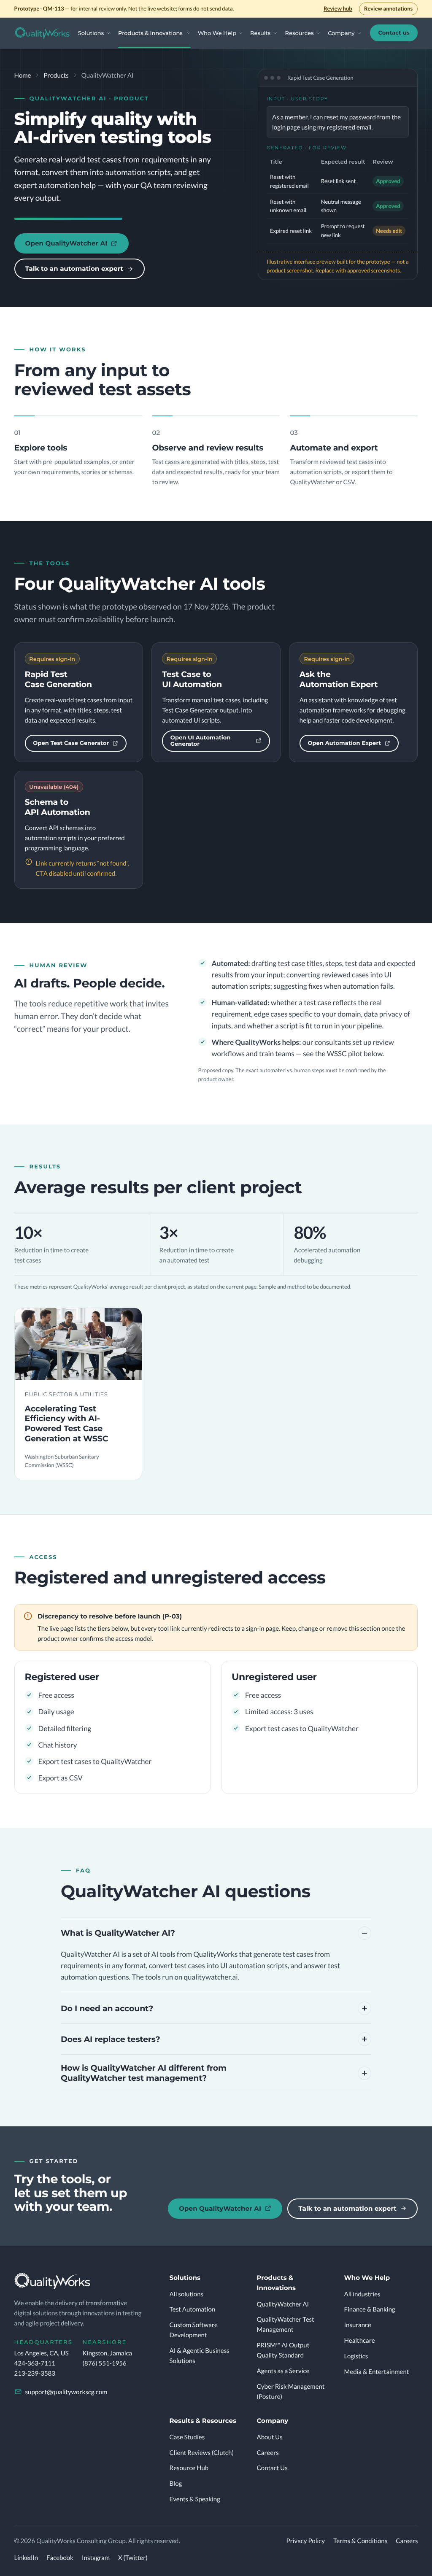 Prototype · QM-113 — for internal review only. Not the live website; forms do not send data.
Review hub
Review annotations
QualityWorks
Solutions
Products & Innovations
Who We Help
Results
Resources
Company
Contact us
Home
Products
QualityWatcher AI
QUALITYWATCHER AI · PRODUCT
Simplify quality with
AI-driven testing tools
Generate real-world test cases from requirements in any
format, convert them into automation scripts, and get
expert automation help — with your QA team reviewing
every output.
Open QualityWatcher AI
Talk to an automation expert
Rapid Test Case Generation
INPUT · USER STORY
As a member, I can reset my password from the
login page using my registered email.
GENERATED · FOR REVIEW
Title Expected result Review
Reset with
registered email
Reset link sent
Approved
Reset with
unknown email
Neutral message
shown
Approved
Expired reset link
Prompt to request
new link
Needs edit
Illustrative interface preview built for the prototype — not a
product screenshot. Replace with approved screenshots.
HOW IT WORKS
From any input to
reviewed test assets
01
Explore tools
Start with pre-populated examples, or enter
your own requirements, stories or schemas.
02
Observe and review results
Test cases are generated with titles, steps, test
data and expected results, ready for your team
to review.
03
Automate and export
Transform reviewed test cases into
automation scripts, or export them to
QualityWatcher or CSV.
THE TOOLS
Four QualityWatcher AI tools
Status shown is what the prototype observed on 17 Nov 2026. The product
owner must confirm availability before launch.
Requires sign-in
Rapid Test
Case Generation
Create real-world test cases from input
in any format, with titles, steps, test
data and expected results.
Open Test Case Generator
Requires sign-in
Test Case to
UI Automation
Transform manual test cases, including
Test Case Generator output, into
automated UI scripts.
Open UI Automation
Generator
Requires sign-in
Ask the
Automation Expert
An assistant with knowledge of test
automation frameworks for debugging
help and faster code development.
Open Automation Expert
Unavailable (404)
Schema to
API Automation
Convert API schemas into
automation scripts in your preferred
programming language.
Link currently returns "not found".
CTA disabled until confirmed.
HUMAN REVIEW
AI drafts. People decide.
The tools reduce repetitive work that invites
human error. They don't decide what
"correct" means for your product.
Automated: drafting test case titles, steps, test data and expected
results from your input; converting reviewed test cases into UI
automation scripts; suggesting fixes when automation fails.
Human-validated: whether a test case reflects the real
requirement, edge cases specific to your domain, data privacy of
inputs, and whether a script is fit to run in your pipeline.
Where QualityWorks helps: our consultants set up review
workflows and train teams — see the WSSC pilot below.
Proposed copy. The exact automated vs. human steps must be confirmed by the
product owner.
RESULTS
Average results per client project
10×
Reduction in time to create
test cases
3×
Reduction in time to create
an automated test
80%
Accelerated automation
debugging
These metrics represent QualityWorks' average result per client project, as stated on the current page. Sample and method to be documented.
PUBLIC SECTOR & UTILITIES
Accelerating Test
Efficiency with AI-
Powered Test Case
Generation at WSSC
Washington Suburban Sanitary
Commission (WSSC)
ACCESS
Registered and unregistered access
Discrepancy to resolve before launch (P-03)
The live page lists the tiers below, but every tool link currently redirects to a sign-in page. Keep, change or remove this section once the
product owner confirms the access model.
Registered user
Free access
Daily usage
Detailed filtering
Chat history
Export test cases to QualityWatcher
Export as CSV
Unregistered user
Free access
Limited access: 3 uses
Export test cases to QualityWatcher
FAQ
QualityWatcher AI questions
What is QualityWatcher AI?
QualityWatcher AI is a set of AI tools from QualityWorks that generate test cases from
requirements in any format, convert test cases into UI automation scripts, and answer test
automation questions. The tools run on qualitywatcher.ai.
Do I need an account?
Does AI replace testers?
How is QualityWatcher AI different from
QualityWatcher test management?
GET STARTED
Try the tools, or
let us set them up
with your team.
Open QualityWatcher AI
Talk to an automation expert
QualityWorks
We enable the delivery of transformative
digital solutions through innovations in testing
and agile project delivery.
HEADQUARTERS
Los Angeles, CA, US
424-363-7111
213-239-3583
NEARSHORE
Kingston, Jamaica
(876) 551-1956
support@qualityworkscg.com
Solutions
All solutions
Test Automation
Custom Software
Development
AI & Agentic Business
Solutions
Products &
Innovations
QualityWatcher AI
QualityWatcher Test
Management
PRISM™ AI Output
Quality Standard
Agents as a Service
Cyber Risk Management
(Posture)
Who We Help
All industries
Finance & Banking
Insurance
Healthcare
Logistics
Media & Entertainment
Results & Resources
Case Studies
Client Reviews (Clutch)
Resource Hub
Blog
Events & Speaking
Company
About Us
Careers
Contact Us
© 2026 QualityWorks Consulting Group. All rights reserved.
Privacy Policy
Terms & Conditions
Careers
LinkedIn
Facebook
Instagram
X (Twitter)